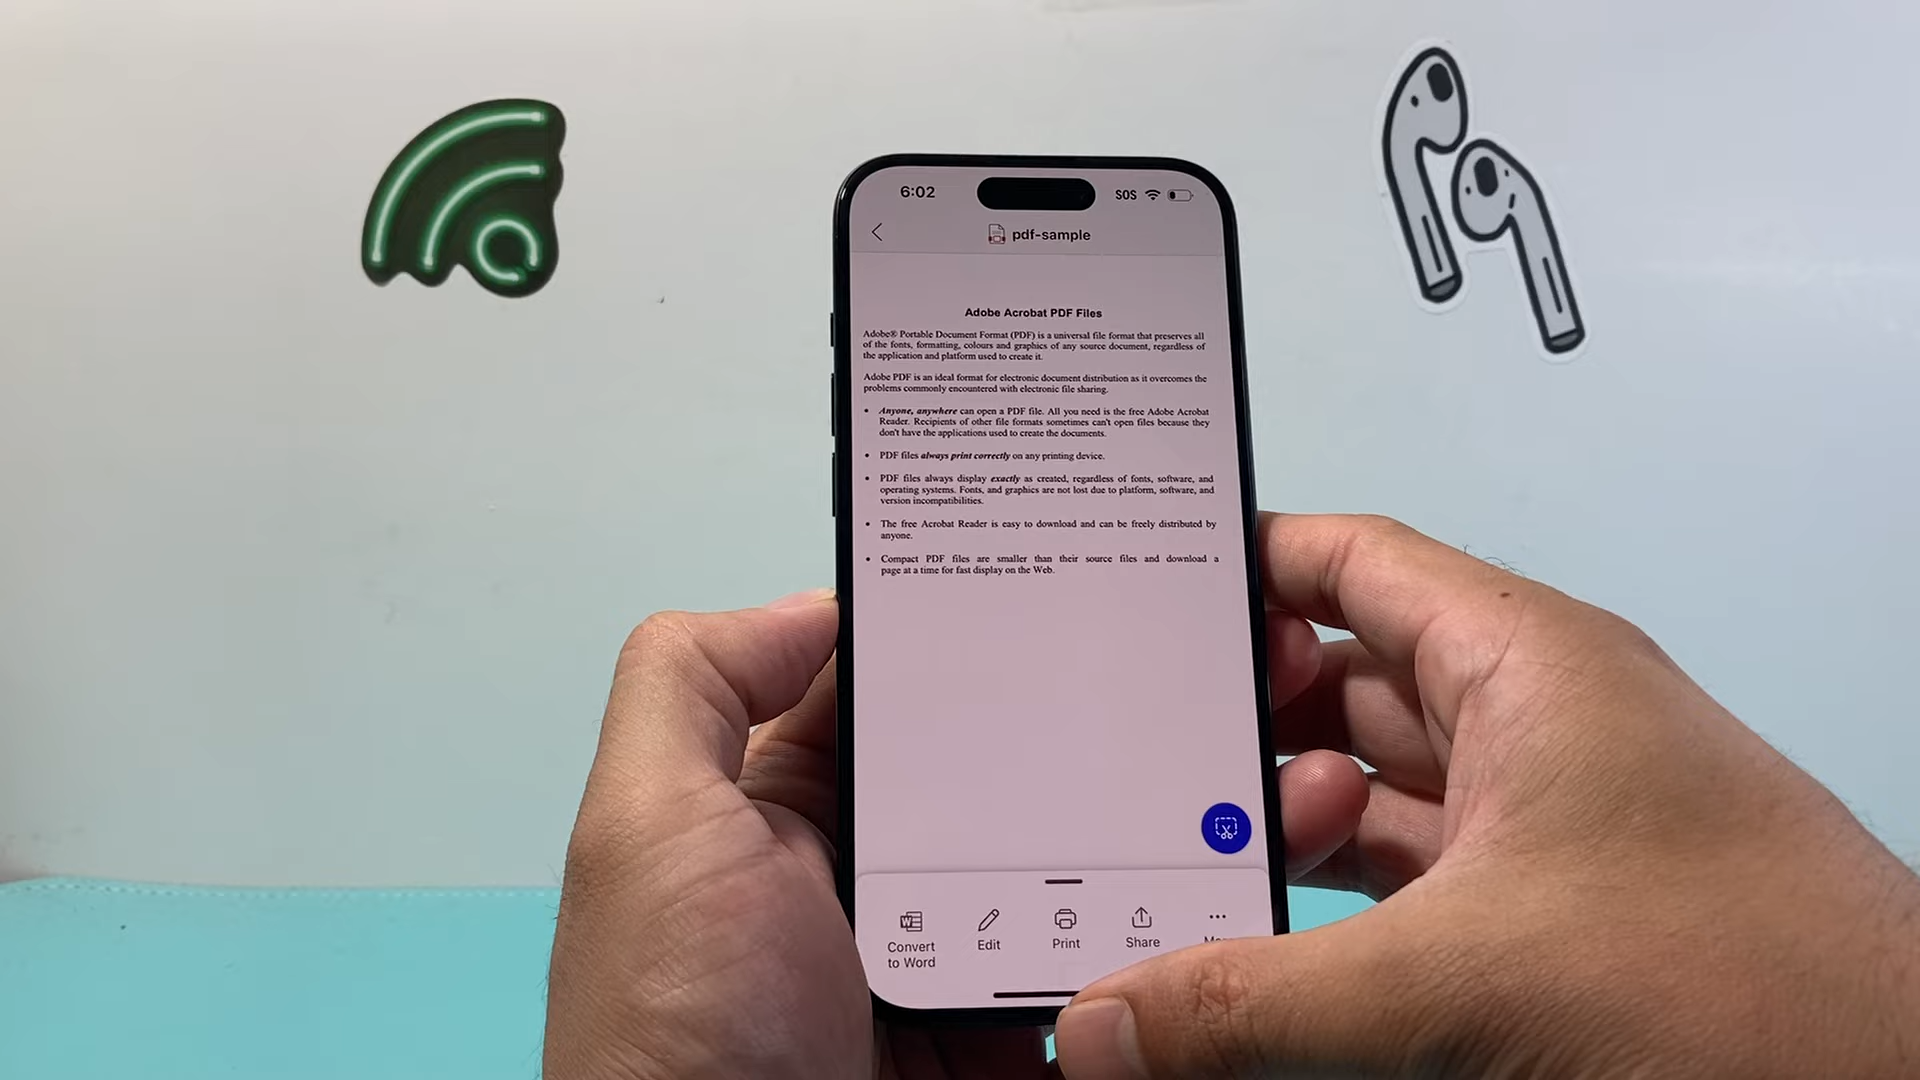 6:02 SOS
pdf-sample
Adobe Acrobat PDF Files
Adobe® Portable Document Format (PDF) is a universal file format that preserves all
of the fonts, formatting, colours and graphics of any source document, regardless of
the application and platform used to create it.
Adobe PDF is an ideal format for electronic document distribution as it overcomes the
problems commonly encountered with electronic file sharing.
• Anyone, anywhere can open a PDF file. All you need is the free Adobe Acrobat
Reader. Recipients of other file formats sometimes can't open files because they
don't have the applications used to create the documents.
• PDF files always print correctly on any printing device.
• PDF files always display exactly as created, regardless of fonts, software, and
operating systems. Fonts, and graphics are not lost due to platform, software, and
version incompatibilities.
• The free Acrobat Reader is easy to download and can be freely distributed by
anyone.
• Compact PDF files are smaller than their source files and download a
page at a time for fast display on the Web.
Convert
to Word
Edit
Print
Share